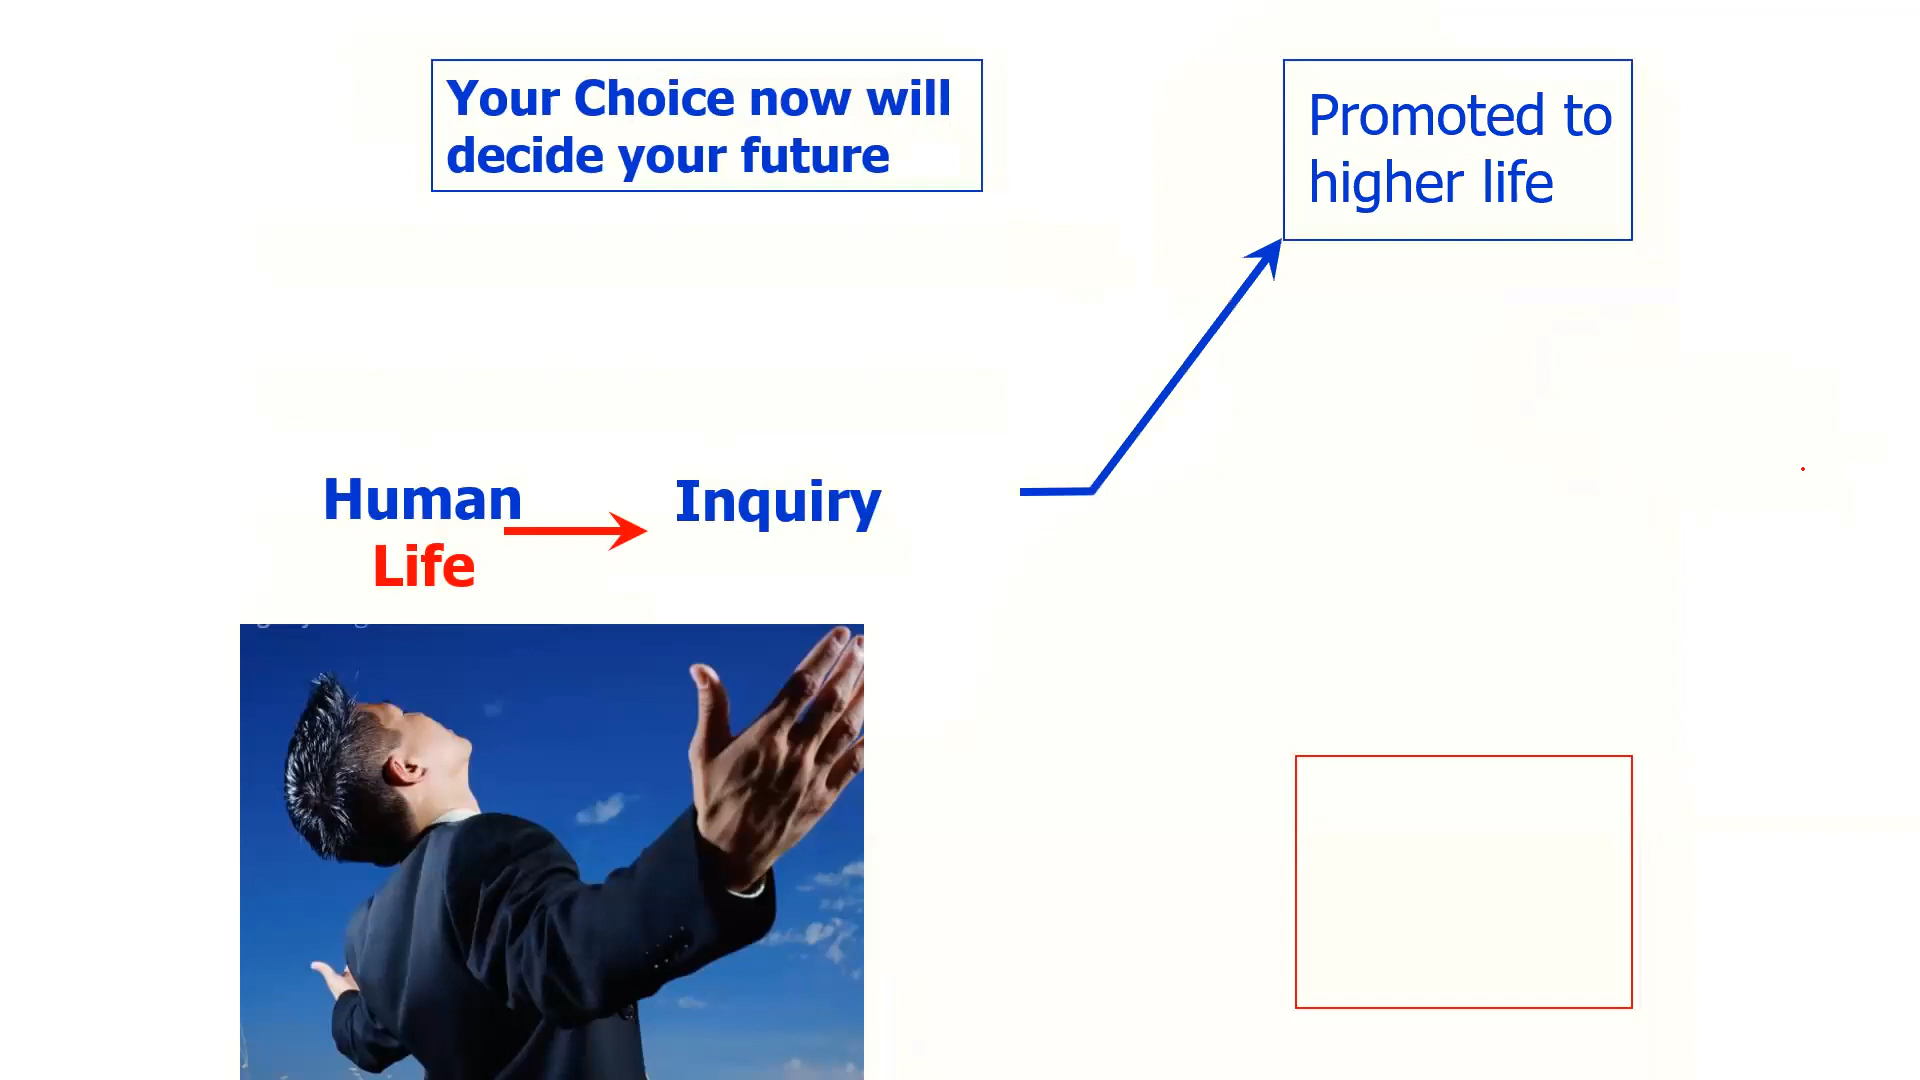 Your Choice now will
decide your future
Promoted to
higher life
Human
Life
Inquiry